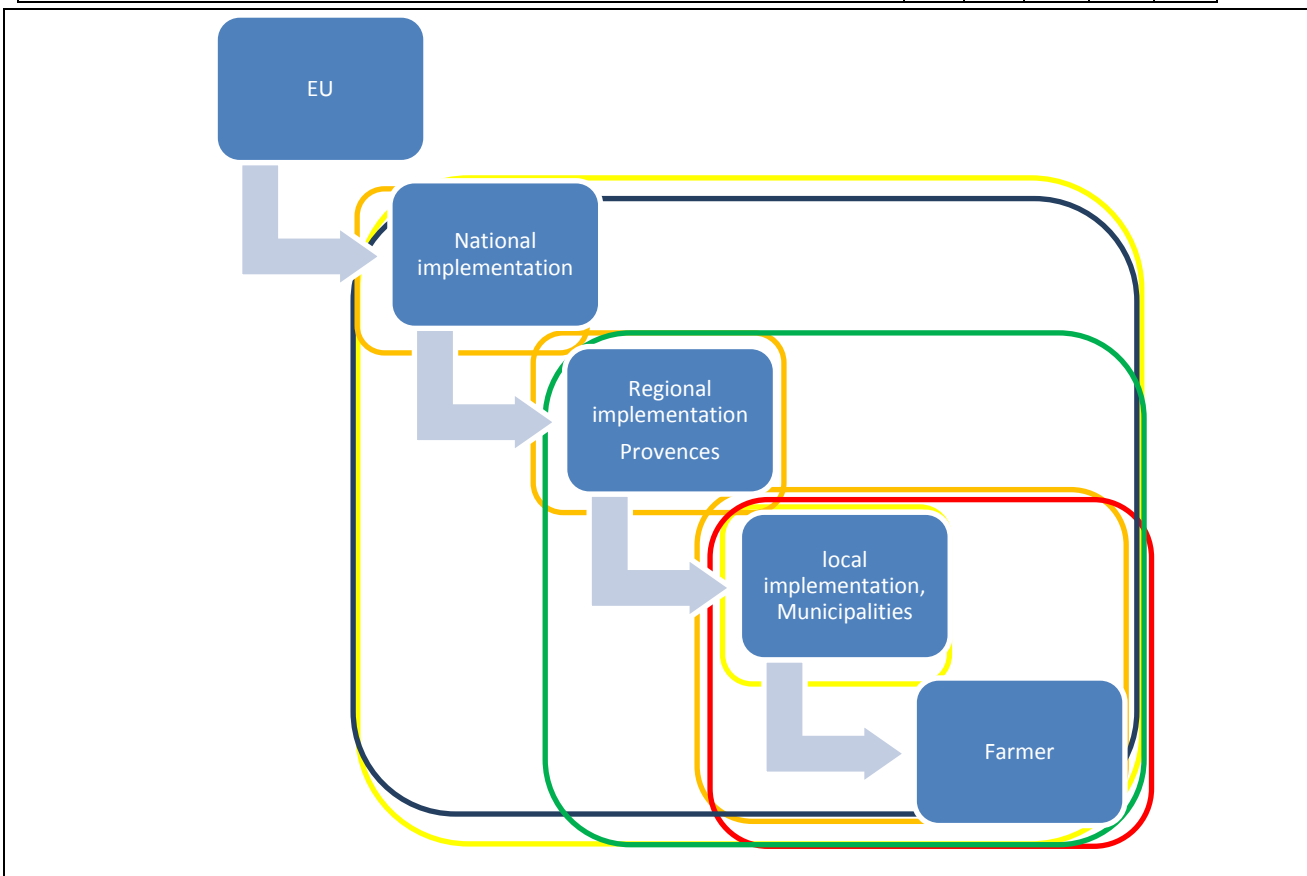 EU
National
implementation
Regional
implementation
Provences
local
implementation,
Municipalities
Farmer